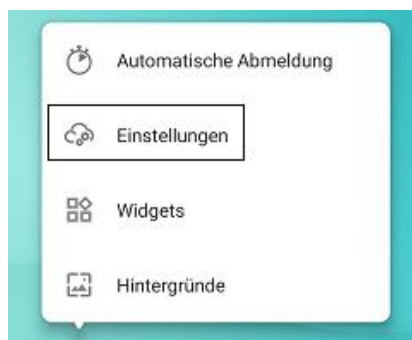 Automatische Abmeldung
Einstellungen
Widgets
Hintergründe